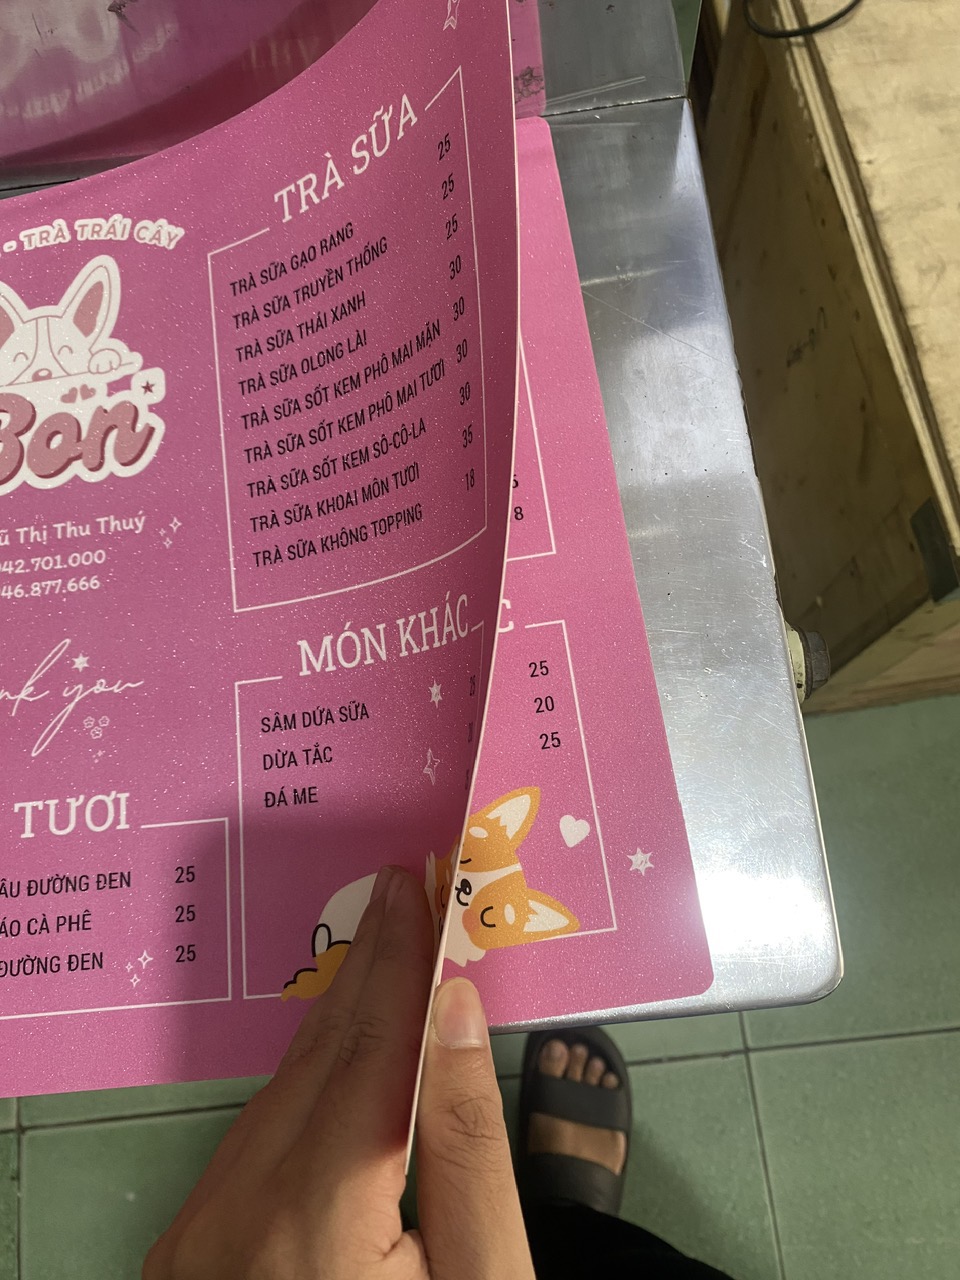 - TRÀ TRÁI CÂY
Bon
Thị Thu Thuý
42.701.000
46.877.666
you
TRÀ SỮA
TRÀ SỮA GẠO RANG 25
TRÀ SỮA TRUYỀN THỐNG 25
TRÀ SỮA THÁI XANH 25
TRÀ SỮA OLONG LÀI 30
TRÀ SỮA SỐT KEM PHÔ MAI MẶN 30
TRÀ SỮA SỐT KEM PHÔ MAI TƯƠI 30
TRÀ SỮA SỐT KEM SÔ-CÔ-LA 30
TRÀ SỮA KHOAI MÔN TƯƠI 35
TRÀ SỮA KHÔNG TOPPING 18
8
TƯƠI
ĐƯỜNG ĐEN 25
CÀ PHÊ 25
ĐƯỜNG ĐEN 25
MÓN KHÁC
SÂM DỨA SỮA 25
DỪA TẮC
ĐÁ ME
C
25
20
25